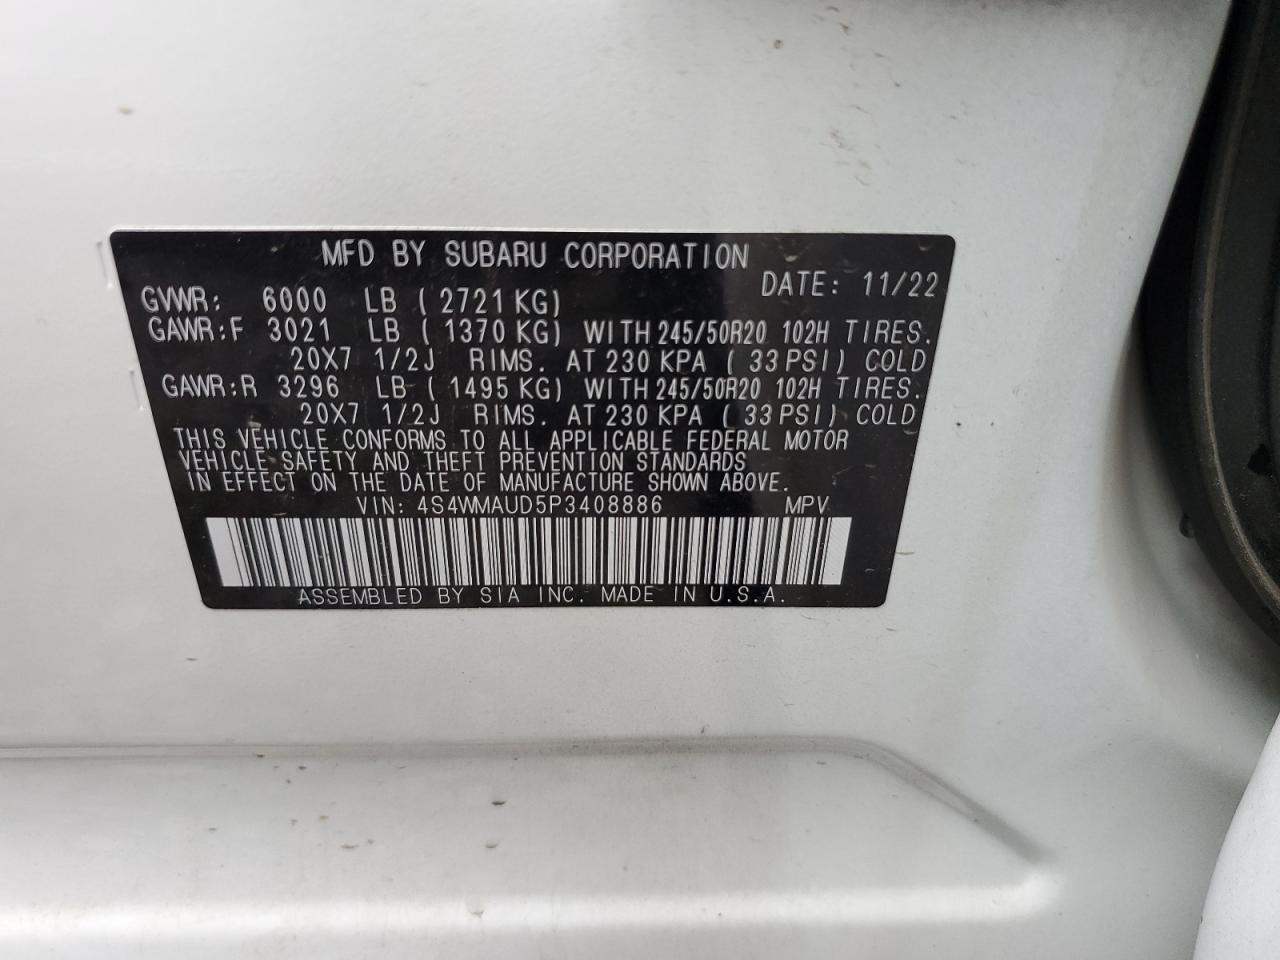 MFD BY SUBARU CORPORATION
DATE: 11/22
GVWR: 6000 LB ( 2721 KG)
GAWR:F 3021 LB ( 1370 KG) WITH 245/50R20 102H TIRES.
20X7 1/2J RIMS. AT 230 KPA ( 33 PSI) COLD
GAWR:R 3296 LB ( 1495 KG) WITH 245/50R20 102H TIRES.
20X7 1/2J RIMS. AT 230 KPA ( 33 PSI) COLD
THIS VEHICLE CONFORMS TO ALL APPLICABLE FEDERAL MOTOR
VEHICLE SAFETY AND THEFT PREVENTION STANDARDS
IN EFFECT ON THE DATE OF MANUFACTURE SHOWN ABOVE.
VIN: 4S4WMAUD5P3408886 MPV
ASSEMBLED BY SIA INC. MADE IN U.S.A.